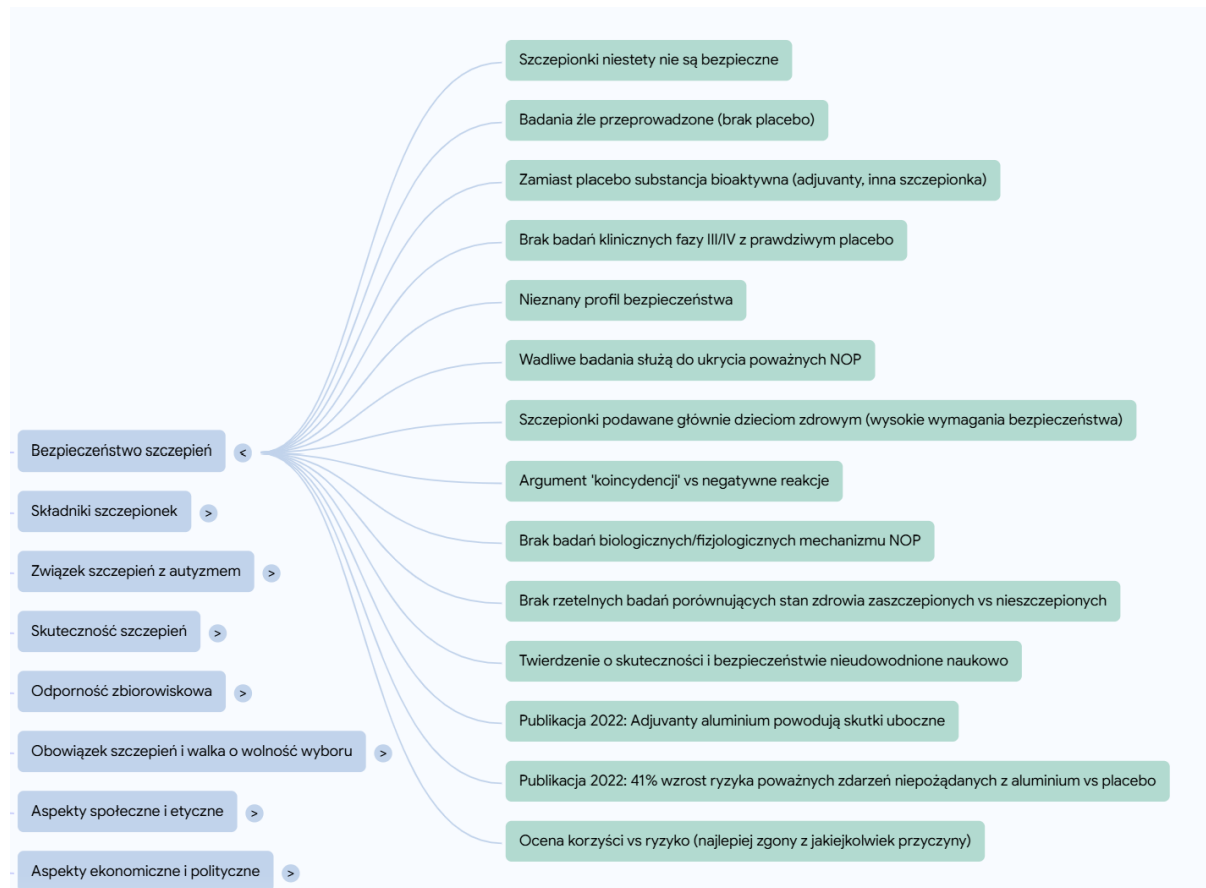 Szczepionki niestety nie są bezpieczne
Badania źle przeprowadzone (brak placebo)
Zamiast placebo substancja bioaktywna (adjuvanty, inna szczepionka)
Brak badań klinicznych fazy III/IV z prawdziwym placebo
Nieznany profil bezpieczeństwa
Wadliwe badania służą do ukrycia poważnych NOP
Szczepionki podawane głównie dzieciom zdrowym (wysokie wymagania bezpieczeństwa)
Argument 'koincydencji' vs negatywne reakcje
Brak badań biologicznych/fizjologicznych mechanizmu NOP
Brak rzetelnych badań porównujących stan zdrowia zaszczepionych vs nieszczepionych
Twierdzenie o skuteczności i bezpieczeństwie nieudowodnione naukowo
Publikacja 2022: Adjuvanty aluminium powodują skutki uboczne
Publikacja 2022: 41% wzrost ryzyka poważnych zdarzeń niepożądanych z aluminium vs placebo
Ocena korzyści vs ryzyko (najlepiej zgony z jakiejkolwiek przyczyny)
Bezpieczeństwo szczepień <
Składniki szczepionek >
Związek szczepień z autyzmem >
Skuteczność szczepień >
Odporność zbiorowiskowa >
Obowiązek szczepień i walka o wolność wyboru >
Aspekty społeczne i etyczne >
Aspekty ekonomiczne i polityczne >